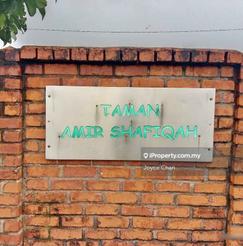 TAMAN
AMIR SHAFIQAH
iProperty.com.my
Joyce Chan